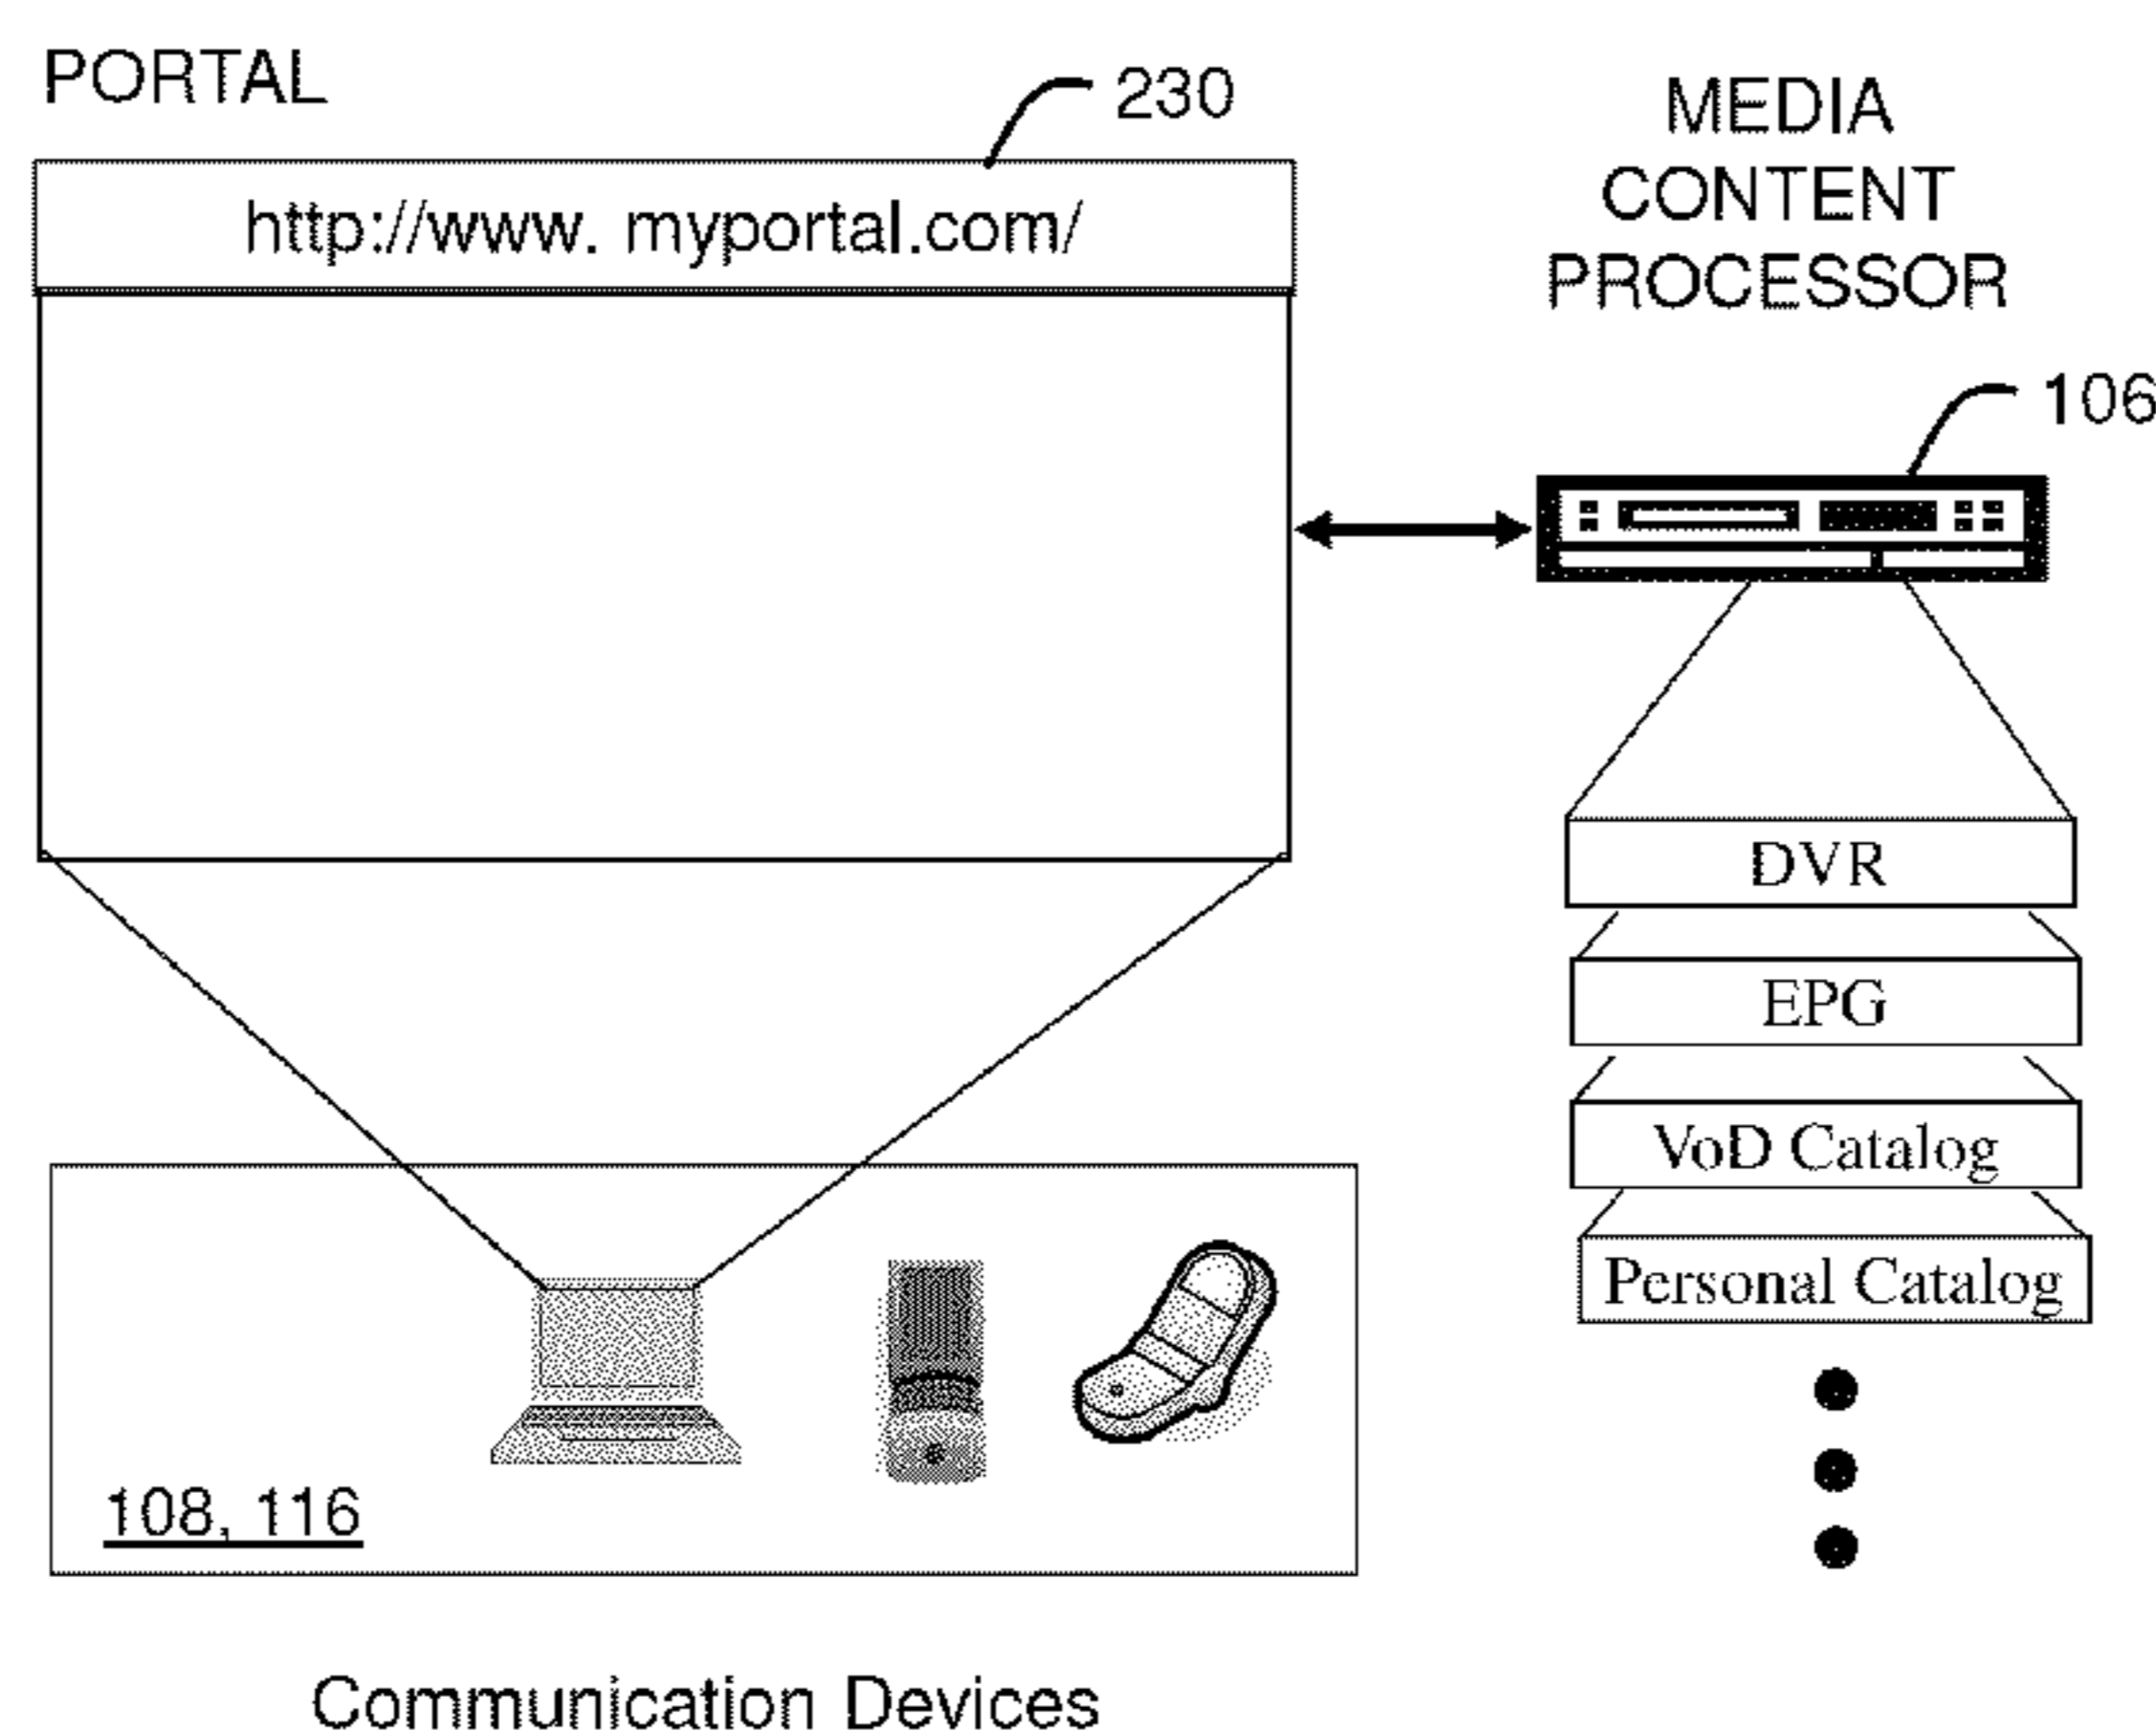 PORTAL
230
http://www. myportal.com/
MEDIA
CONTENT
PROCESSOR
106
DVR
EPG
VoD Catalog
Personal Catalog
108, 116
Communication Devices